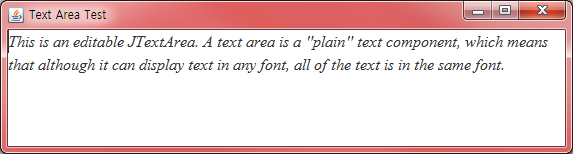 Text Area Test
This is an editable JTextArea. A text area is a "plain" text component, which means
that although it can display text in any font, all of the text is in the same font.